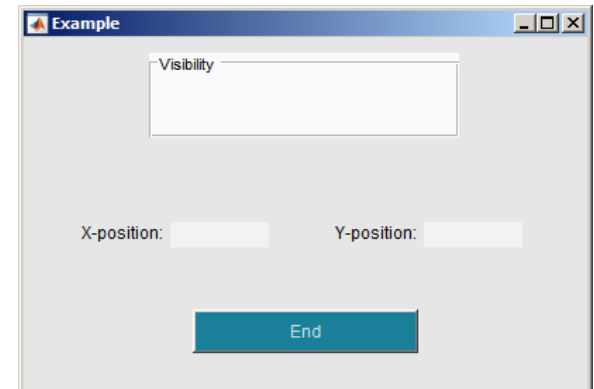 Example
Visibility
X-position:
Y-position:
End